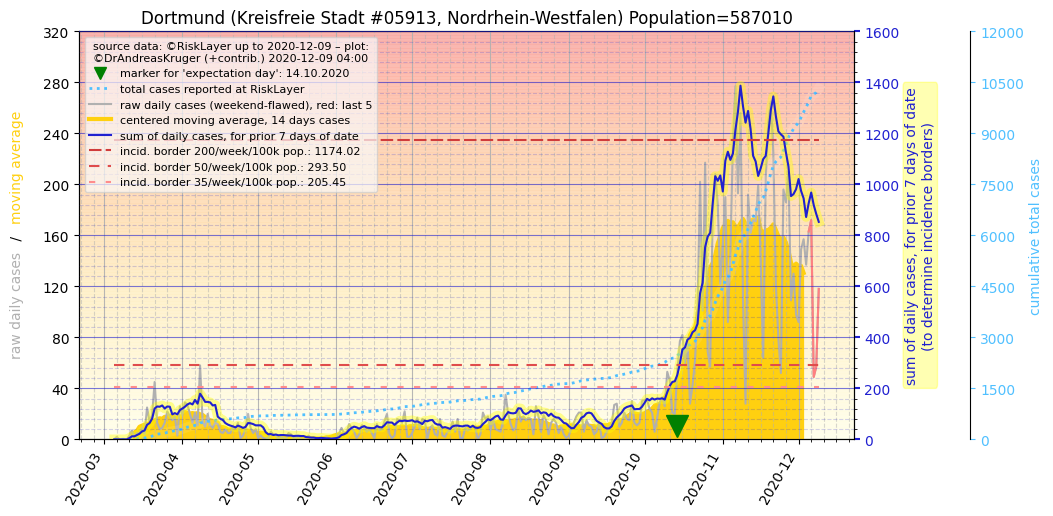 Dortmund (Kreisfreie Stadt #05913, Nordrhein-Westfalen) Population=587010
source data: ©RiskLayer up to 2020-12-09 – plot:
©DrAndreasKruger (+contrib.) 2020-12-09 04:00
marker for 'expectation day': 14.10.2020
total cases reported at RiskLayer
raw daily cases (weekend-flawed), red: last 5
centered moving average, 14 days cases
sum of daily cases, for prior 7 days of date
incid. border 200/week/100k pop.: 1174.02
incid. border 50/week/100k pop.: 293.50
incid. border 35/week/100k pop.: 205.45
raw daily cases / moving average
320
280
240
200
160
120
80
40
0
2020-03
2020-04
2020-05
2020-06
2020-07
2020-08
2020-09
2020-10
2020-11
2020-12
1600
1400
1200
1000
800
600
400
200
0
sum of daily cases, for prior 7 days of date
(to determine incidence borders)
12000
10500
9000
7500
6000
4500
3000
1500
0
cumulative total cases